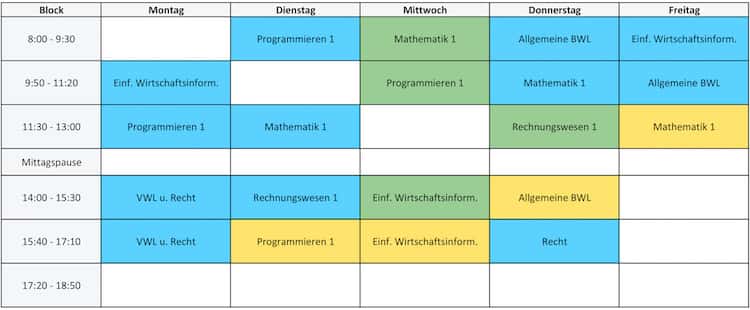 Block Montag Dienstag Mittwoch Donnerstag Freitag
8:00 - 9:30 Programmieren 1 Mathematik 1 Allgemeine BWL Einf. Wirtschaftsinform.
9:50 - 11:20 Einf. Wirtschaftsinform. Programmieren 1 Mathematik 1 Allgemeine BWL
11:30 - 13:00 Programmieren 1 Mathematik 1 Rechnungswesen 1 Mathematik 1
Mittagspause
14:00 - 15:30 VWL u. Recht Rechnungswesen 1 Einf. Wirtschaftsinform. Allgemeine BWL
15:40 - 17:10 VWL u. Recht Programmieren 1 Einf. Wirtschaftsinform. Recht
17:20 - 18:50